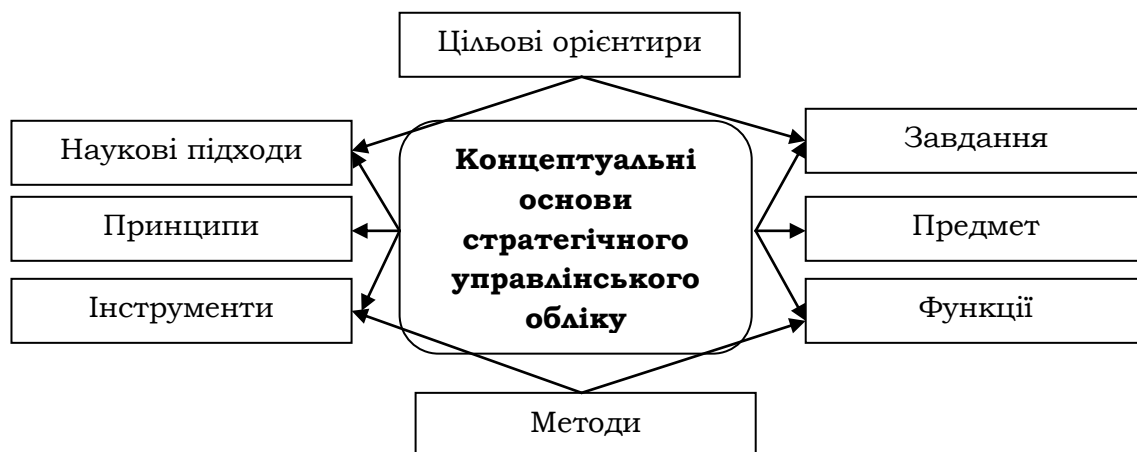 Цільові орієнтири
Наукові підходи
Принципи
Інструменти
Концептуальні
основи
стратегічного
управлінського
обліку
Завдання
Предмет
Функції
Методи